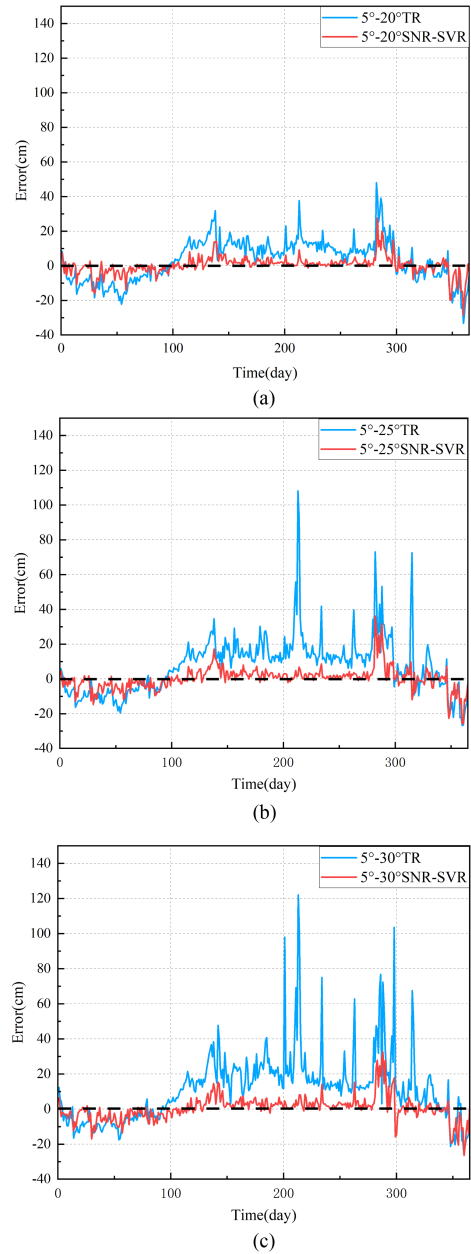 140
120
100
80
60
40
20
0
-20
-40
Error(cm)
5°-20°TR
5°-20°SNR-SVR
0 100 200 300
Time(day)
(a)
140
120
100
80
60
40
20
0
-20
-40
Error(cm)
5°-25°TR
5°-25°SNR-SVR
0 100 200 300
Time(day)
(b)
140
120
100
80
60
40
20
0
-20
-40
Error(cm)
5°-30°TR
5°-30°SNR-SVR
0 100 200 300
Time(day)
(c)